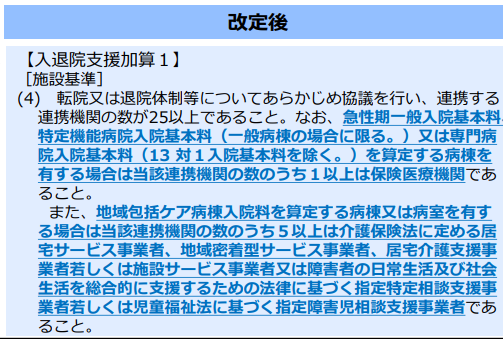 改定後
【入退院支援加算１】
［施設基準］
(4)　転院又は退院体制等についてあらかじめ協議を行い、連携する
連携機関の数が25以上であること。なお、急性期一般入院基本料、
特定機能病院入院基本料（一般病棟の場合に限る。）又は専門病
院入院基本料（13 対１入院基本料を除く。）を算定する病棟を
有する場合は当該連携機関の数のうち１以上は保険医療機関であ
ること。
また、地域包括ケア病棟入院料を算定する病棟又は病室を有す
る場合は当該連携機関の数のうち５以上は介護保険法に定める居
宅サービス事業者、地域密着型サービス事業者、居宅介護支援事
業者若しくは施設サービス事業者又は障害者の日常生活及び社会
生活を総合的に支援するための法律に基づく指定特定相談支援事
業者若しくは児童福祉法に基づく指定障害児相談支援事業者であ
ること。